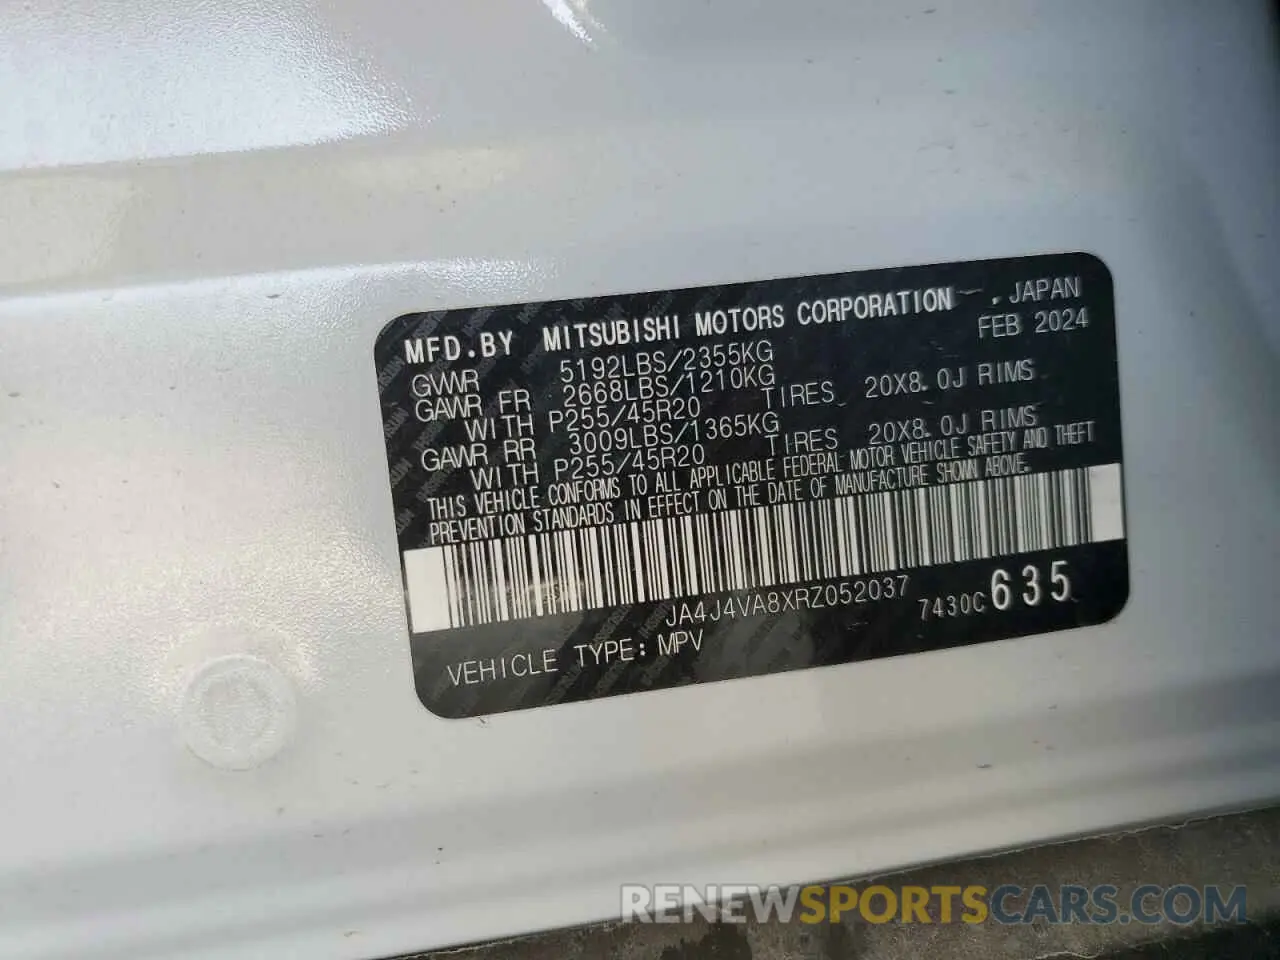 MFD.BY MITSUBISHI MOTORS CORPORATION , JAPAN
FEB 2024
GVWR 5192LBS/2355KG
GAWR FR 2668LBS/1210KG
WITH P255/45R20 TIRES 20X8.0J RIMS
GAWR RR 3009LBS/1365KG
WITH P255/45R20 TIRES 20X8.0J RIMS
THIS VEHICLE CONFORMS TO ALL APPLICABLE FEDERAL MOTOR VEHICLE SAFETY AND THEFT
PREVENTION STANDARDS IN EFFECT ON THE DATE OF MANUFACTURE SHOWN ABOVE.
JA4J4VA8XRZ052037 7430C 635
VEHICLE TYPE: MPV
RENEWSPORTSCARS.COM